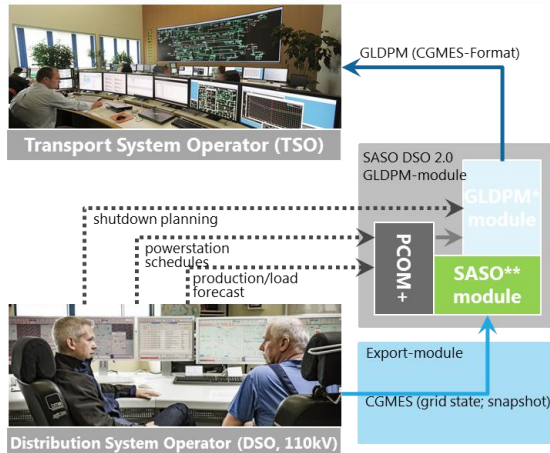 GLDPM (CGMES-Format)
Transport System Operator (TSO)
SASO DSO 2.0
GLDPM-module
GLDPM*
module
shutdown planning
powerstation
schedules
production/load
forecast
PCOM+
SASO**
module
Export-module
CGMES (grid state; snapshot)
Distribution System Operator (DSO, 110kV)